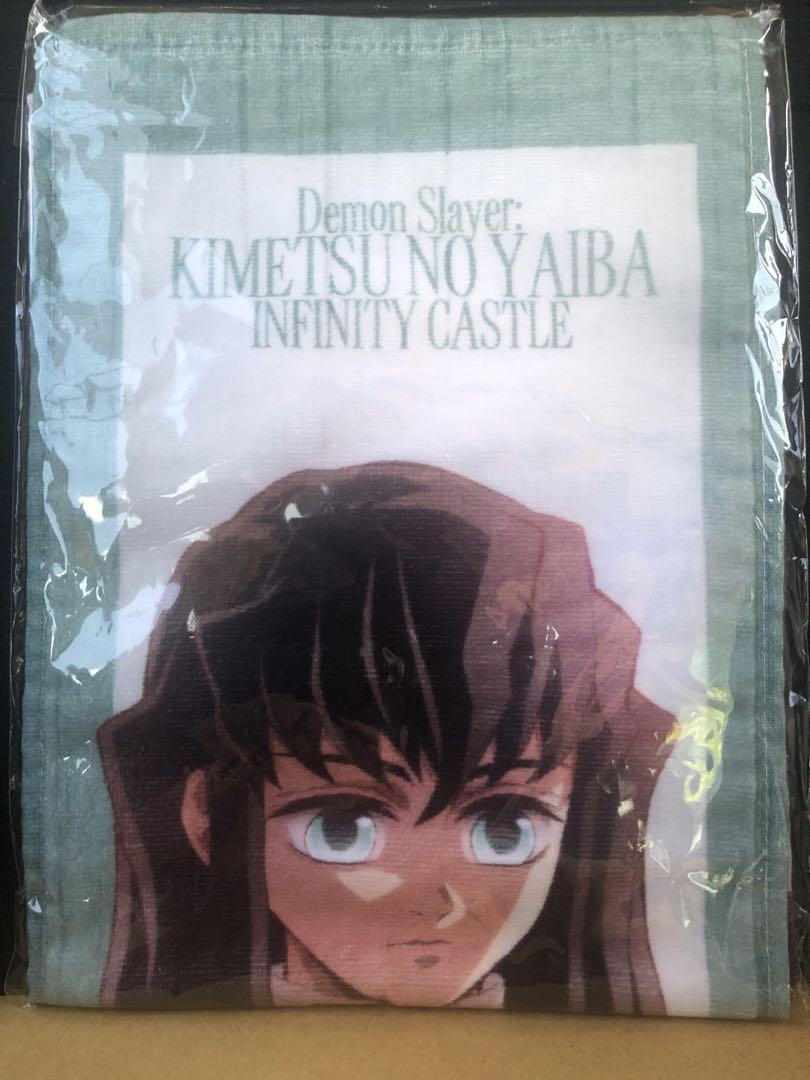 Demon Slayer:
KIMETSU NO YAIBA
INFINITY CASTLE